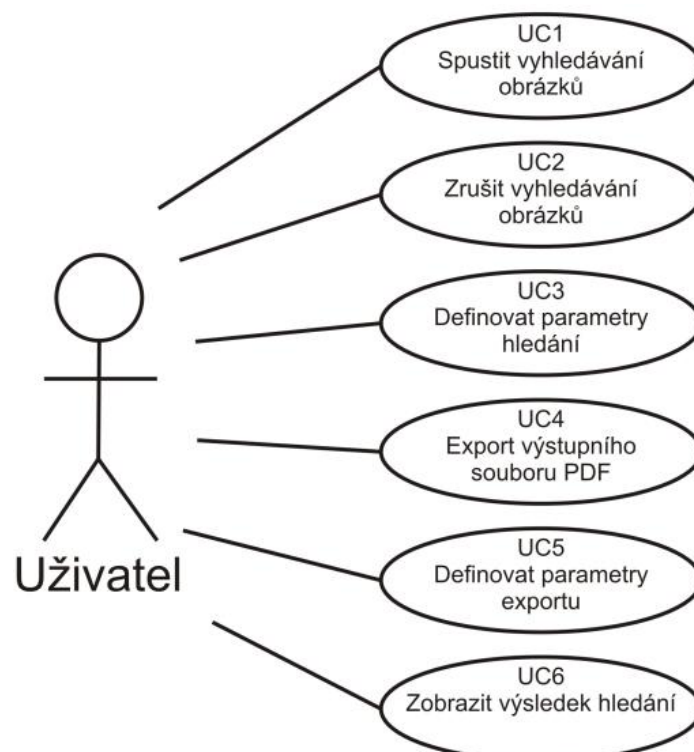 UC1
Spustit vyhledávání
obrázků
UC2
Zrušit vyhledávání
obrázků
UC3
Definovat parametry
hledání
UC4
Export výstupního
souboru PDF
UC5
Definovat parametry
exportu
UC6
Zobrazit výsledek hledání
Uživatel